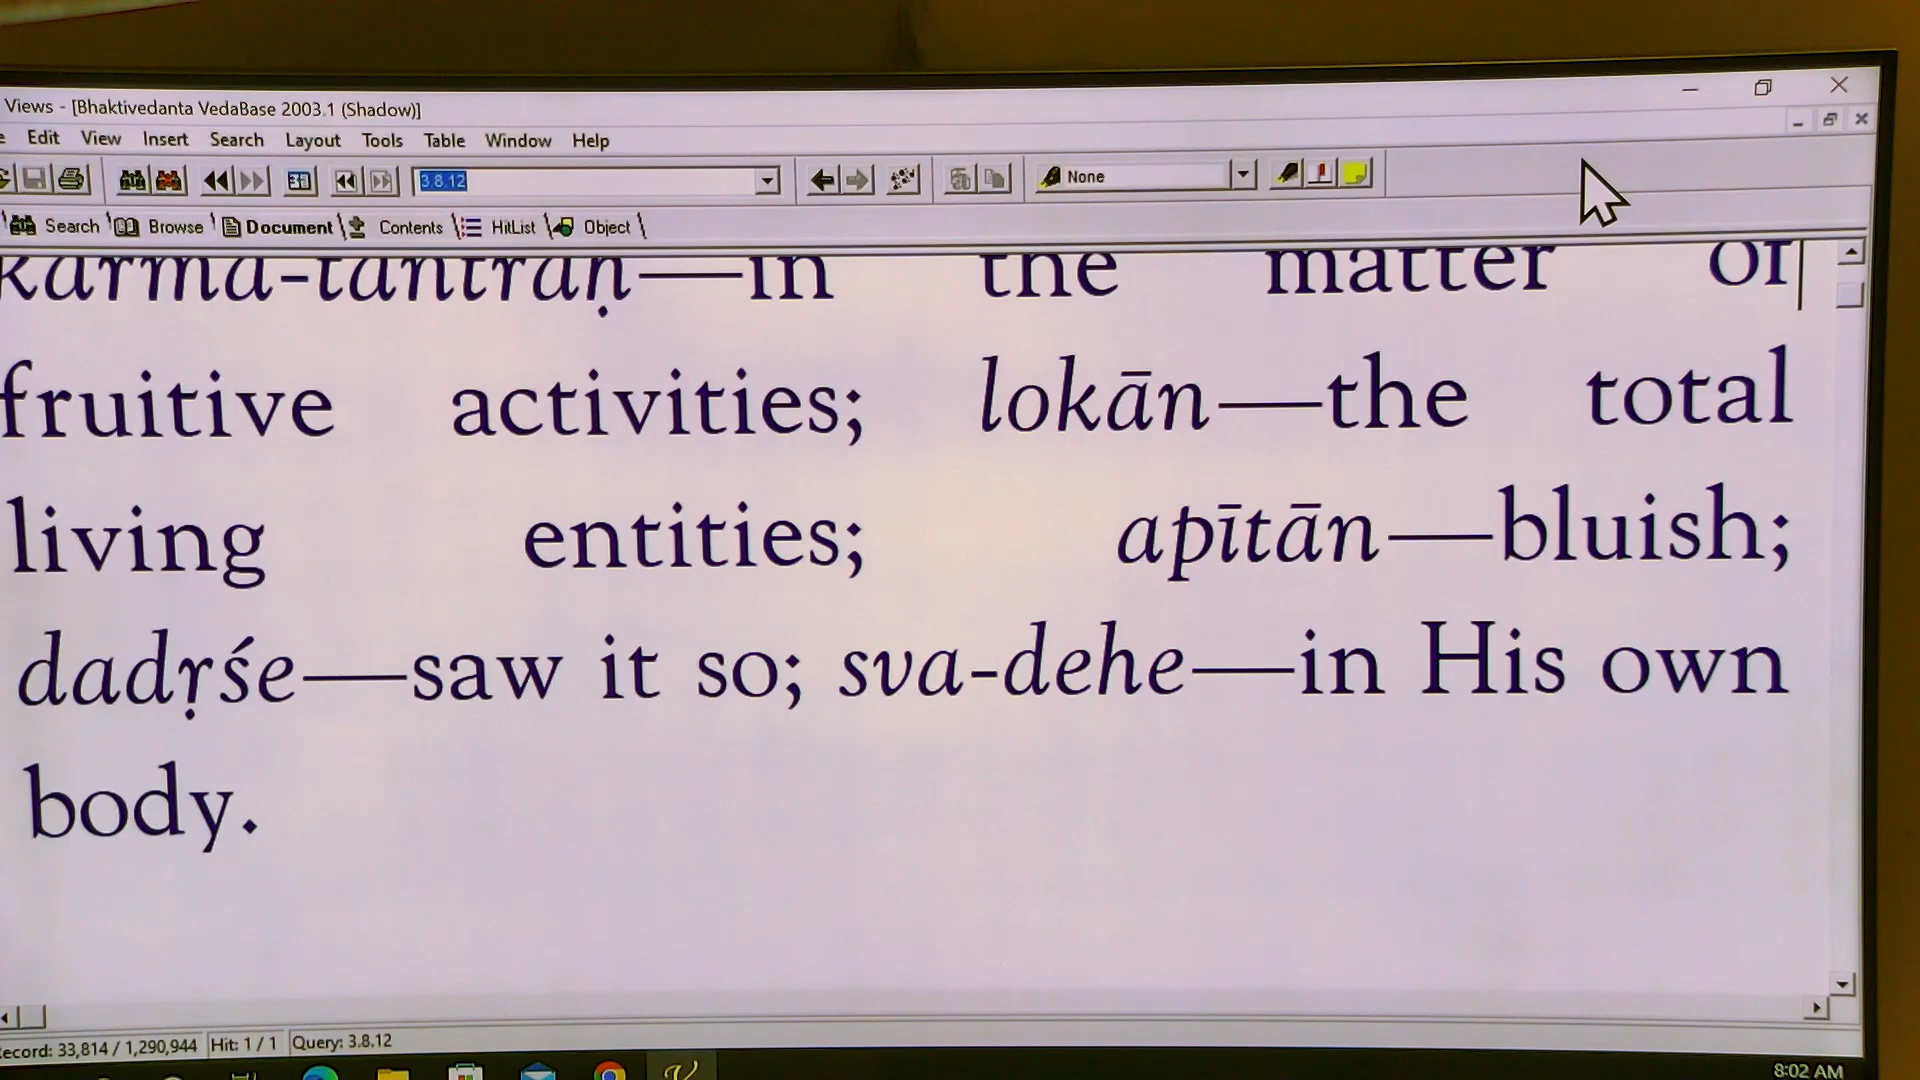 Views - [Bhaktivedanta VedaBase 2003.1 (Shadow)]
Edit View Insert Search Layout Tools Table Window Help
3.8.12 None
Search Browse Document Contents HitList Object
karma-tantraṇ—in the matter of
fruitive activities; lokān—the total
living entities; apītān—bluish;
dadṛśe—saw it so; sva-dehe—in His own
body.
Record: 33,814 / 1,290,944 Hit: 1 / 1 Query: 3.8.12
8:02 AM